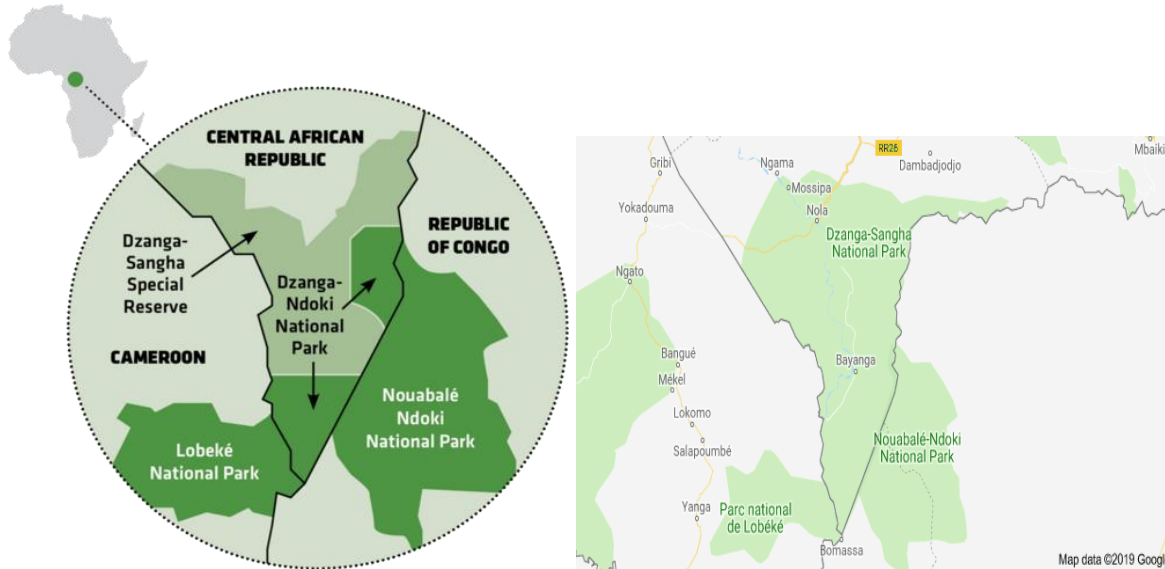 CENTRAL AFRICAN
REPUBLIC
REPUBLIC
OF CONGO
Dzanga-
Sangha
Special
Reserve
Dzanga-
Ndoki
National
Park
CAMEROON
Nouabalé
Ndoki
National Park
Lobeké
National Park
RR26
Mbaiki
Gribi
Ngama
Dambadjodjo
Mossipa
Yokadouma
Nola
Dzanga-Sangha
National Park
Ngato
Bangué
Bayanga
Mékel
Lokomo
Salapoumbé
Nouabalé-Ndoki
National Park
Yanga
Parc national
de Lobéké
Bomassa
Map data ©2019 Googl